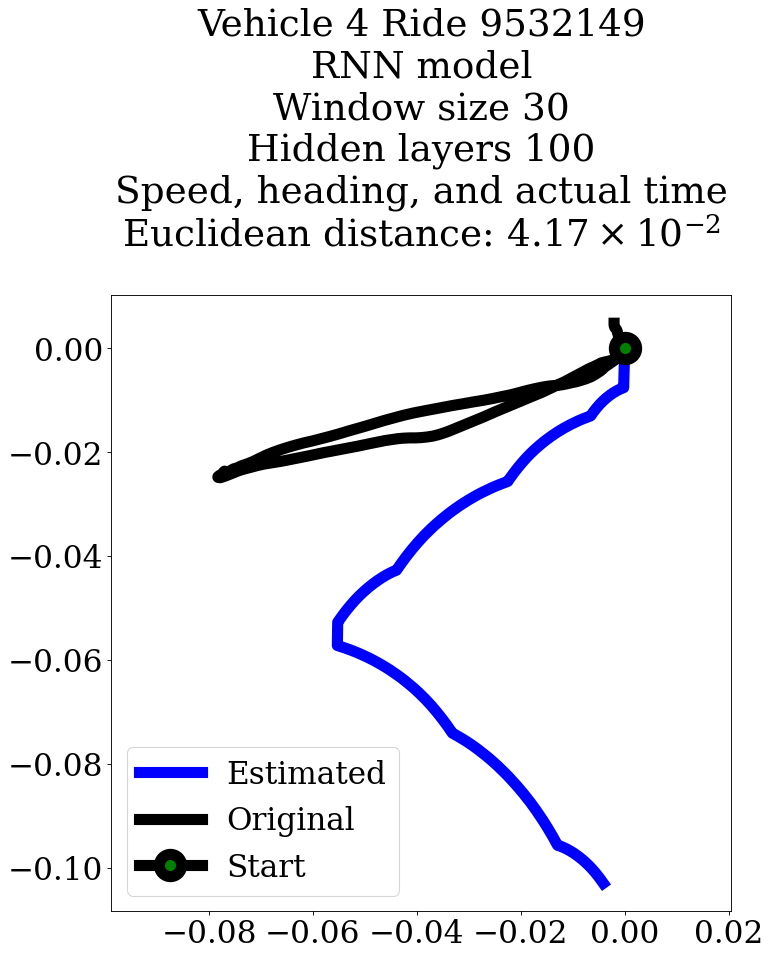 Vehicle 4 Ride 9532149
RNN model
Window size 30
Hidden layers 100
Speed, heading, and actual time
Euclidean distance: 4.17 × 10⁻²
0.00
−0.02
−0.04
−0.06
−0.08
−0.10
Estimated
Original
Start
−0.08 −0.06 −0.04 −0.02 0.00 0.02